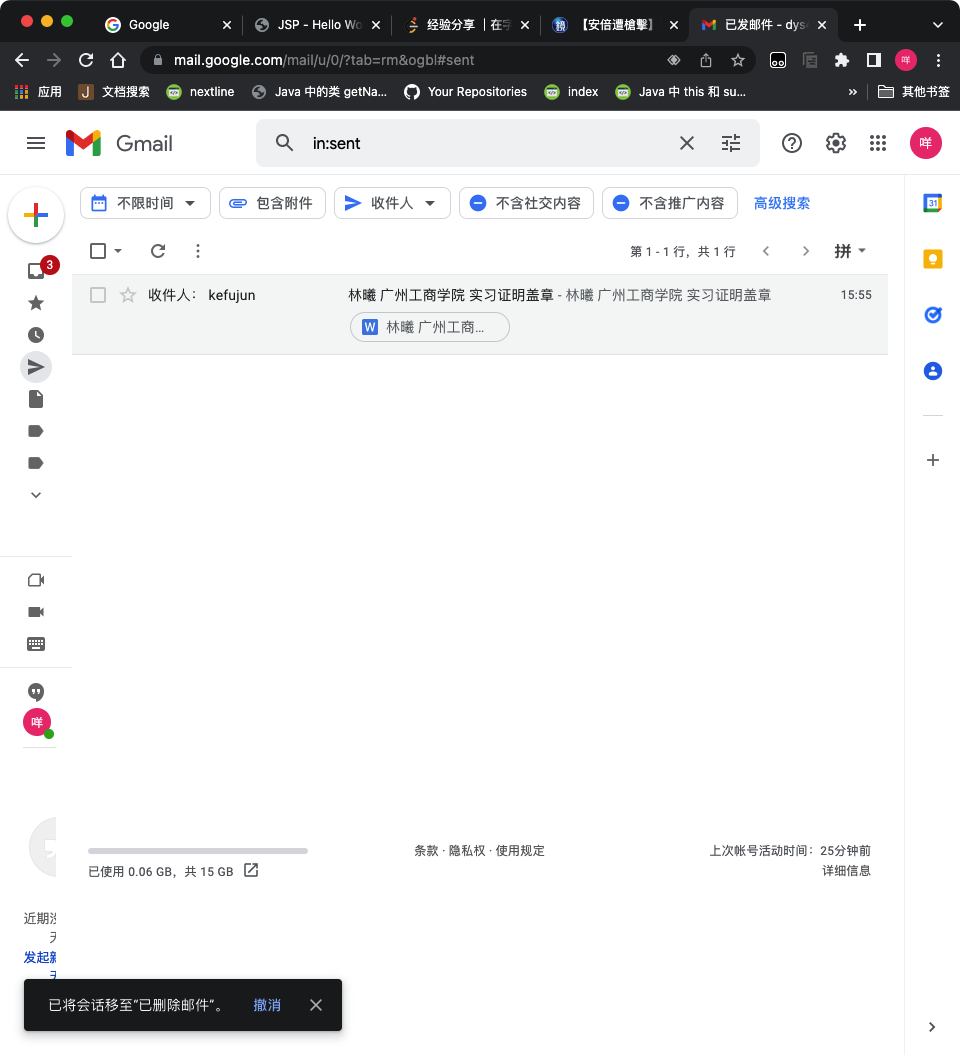 Google
JSP - Hello Wo
经验分享 | 在字
【安倍遭槍擊】
已发邮件 - dys
mail.google.com/mail/u/0/?tab=rm&ogbl#sent
咩
应用
J 文档搜索
nextline
Java 中的类 getNa...
Your Repositories
index
Java 中 this 和 su...
»
其他书签
Gmail
in:sent
咩
不限时间
包含附件
收件人
不含社交内容
不含推广内容
高级搜索
31
第 1 - 1 行，共 1 行
拼
3
收件人： kefujun
林曦 广州工商学院 实习证明盖章 - 林曦 广州工商学院 实习证明盖章
15:55
W 林曦 广州工商...
咩
条款 · 隐私权 · 使用规定
上次帐号活动时间：25分钟前
已使用 0.06 GB，共 15 GB
详细信息
近期没
发起新
已将会话移至“已删除邮件”。
撤消